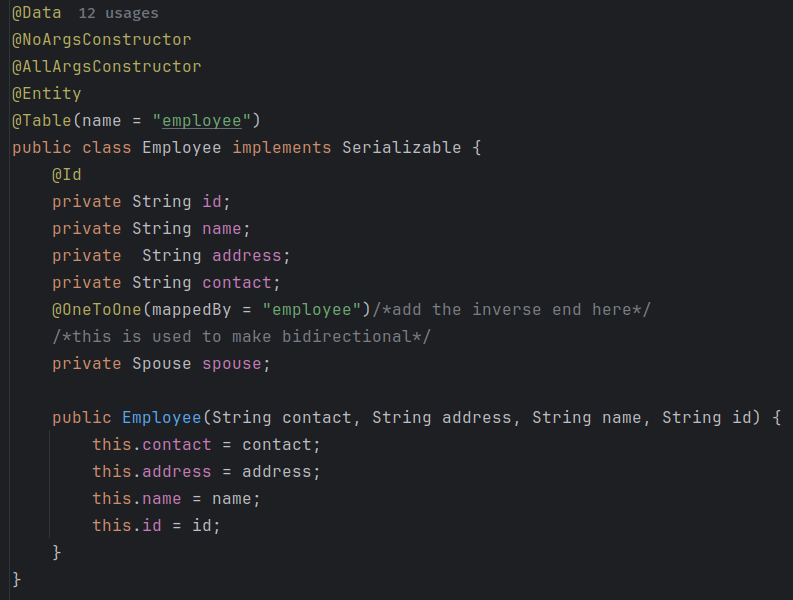 @Data  12 usages
@NoArgsConstructor
@AllArgsConstructor
@Entity
@Table(name = "employee")
public class Employee implements Serializable {
    @Id
    private String id;
    private String name;
    private  String address;
    private String contact;
    @OneToOne(mappedBy = "employee")/*add the inverse end here*/
    /*this is used to make bidirectional*/
    private Spouse spouse;

    public Employee(String contact, String address, String name, String id) {
        this.contact = contact;
        this.address = address;
        this.name = name;
        this.id = id;
    }
}